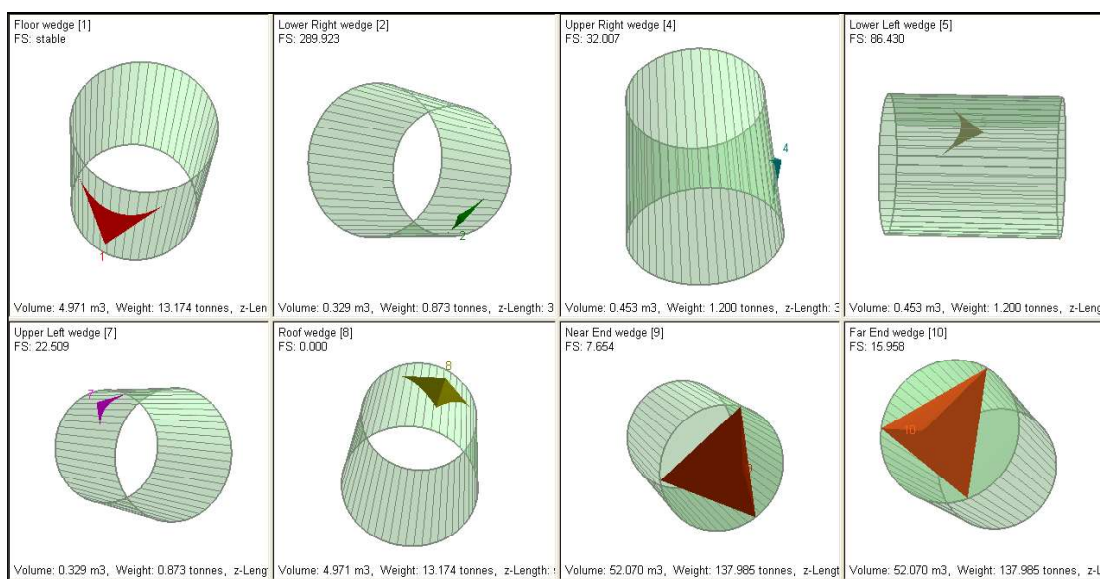 Floor wedge [1]
FS: stable
1
Volume: 4.971 m3, Weight: 13.174 tonnes, z-Len
Lower Right wedge [2]
FS: 289.923
2
Volume: 0.329 m3, Weight: 0.873 tonnes, z-Length: 3
Upper Right wedge [4]
FS: 32.007
4
Volume: 0.453 m3, Weight: 1.200 tonnes, z-Length: 3
Lower Left wedge [5]
FS: 86.430
Volume: 0.453 m3, Weight: 1.200 tonnes, z-Leng
Upper Left wedge [7]
FS: 22.509
7
Volume: 0.329 m3, Weight: 0.873 tonnes, z-Leng
Roof wedge [8]
FS: 0.000
8
Volume: 4.971 m3, Weight: 13.174 tonnes, z-Length:
Near End wedge [9]
FS: 7.654
Volume: 52.070 m3, Weight: 137.985 tonnes, z-L
Far End wedge [10]
FS: 15.958
10
Volume: 52.070 m3, Weight: 137.985 tonnes, z-L